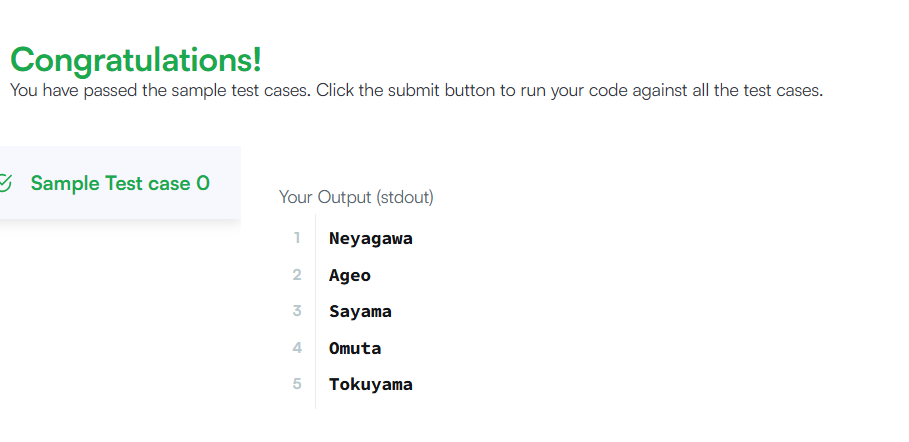 Congratulations!
You have passed the sample test cases. Click the submit button to run your code against all the test cases.
Sample Test case 0
Your Output (stdout)
1 Neyagawa
2 Ageo
3 Sayama
4 Omuta
5 Tokuyama